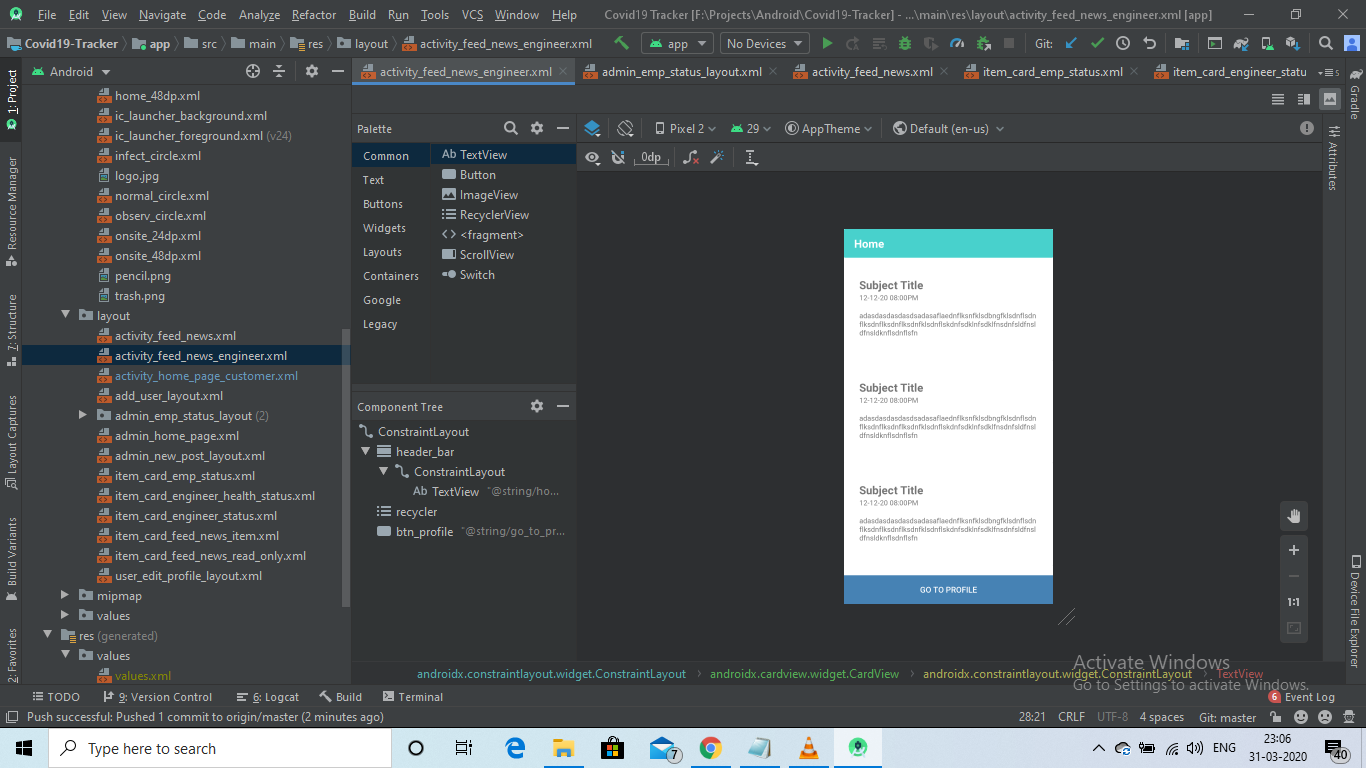 File Edit View Navigate Code Analyze Refactor Build Run Tools VCS Window Help Covid19 Tracker [F:\Projects\Android\Covid19-Tracker] - ...\main\res\layout\activity_feed_news_engineer.xml [app]
Covid19-Tracker app src main res layout activity_feed_news_engineer.xml app No Devices Git:
Android activity_feed_news_engineer.xml admin_emp_status_layout.xml activity_feed_news.xml item_card_emp_status.xml item_card_engineer_statu
1: Project
Resource Manager
7: Structure
Layout Captures
Build Variants
2: Favorites
home_48dp.xml
ic_launcher_background.xml
ic_launcher_foreground.xml (v24)
infect_circle.xml
logo.jpg
normal_circle.xml
observ_circle.xml
onsite_24dp.xml
onsite_48dp.xml
pencil.png
trash.png
layout
activity_feed_news.xml
activity_feed_news_engineer.xml
activity_home_page_customer.xml
add_user_layout.xml
admin_emp_status_layout (2)
admin_home_page.xml
admin_new_post_layout.xml
item_card_emp_status.xml
item_card_engineer_health_status.xml
item_card_engineer_status.xml
item_card_feed_news_item.xml
item_card_feed_news_read_only.xml
user_edit_profile_layout.xml
mipmap
values
res (generated)
values
values.xml
Palette
Common
Text
Buttons
Widgets
Layouts
Containers
Google
Legacy
Ab TextView
Button
ImageView
RecyclerView
<fragment>
ScrollView
Switch
Component Tree
ConstraintLayout
header_bar
ConstraintLayout
Ab TextView "@string/ho...
recycler
btn_profile "@string/go_to_pr...
Pixel 2 29 AppTheme Default (en-us)
0dp
Home
Subject Title
12-12-20 08:00PM
adasdasdasdasdsadasaflaednflksnfklsdbngfklsdnflsdn
flksdnflksdnflksdnfklsdnflskdnfsdklnfsdklfnsdnfsldfnsl
dfnsldknflsdnflsfn
Subject Title
12-12-20 08:00PM
adasdasdasdasdsadasaflaednflksnfklsdbngfklsdnflsdn
flksdnflksdnflksdnfklsdnflskdnfsdklnfsdklfnsdnfsldfnsl
dfnsldknflsdnflsfn
Subject Title
12-12-20 08:00PM
adasdasdasdasdsadasaflaednflksnfklsdbngfklsdnflsdn
flksdnflksdnflksdnfklsdnflskdnfsdklnfsdklfnsdnfsldfnsl
dfnsldknflsdnflsfn
GO TO PROFILE
1:1
Gradle
Attributes
Device File Explorer
androidx.constraintlayout.widget.ConstraintLayout androidx.cardview.widget.CardView androidx.constraintlayout.widget.ConstraintLayout TextView
Activate Windows
Go to Settings to activate Windows.
TODO 9: Version Control 6: Logcat Build Terminal 6 Event Log
Push successful: Pushed 1 commit to origin/master (2 minutes ago) 28:21 CRLF UTF-8 4 spaces Git: master
Type here to search 7 ENG 23:06
31-03-2020 40